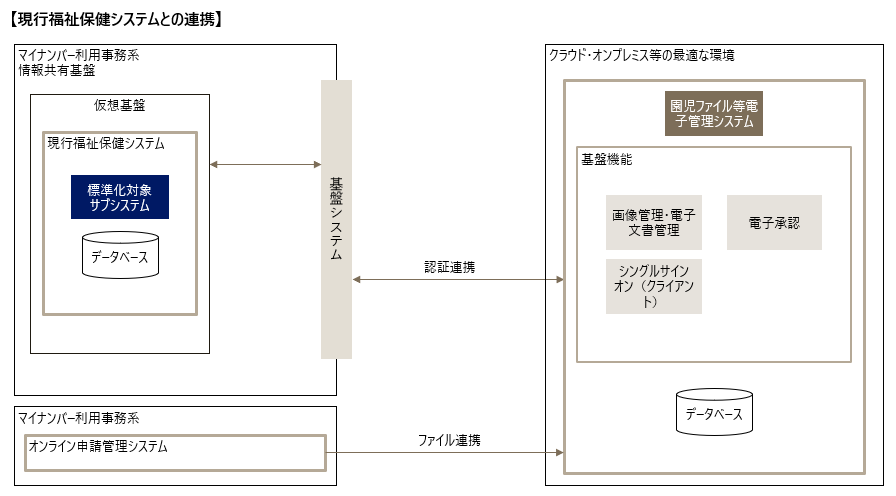 【現行福祉保健システムとの連携】
マイナンバー利用事務系
情報共有基盤
仮想基盤
現行福祉保健システム
標準化対象
サブシステム
データベース
基盤システム
認証連携
クラウド・オンプレミス等の最適な環境
園児ファイル等電
子管理システム
基盤機能
画像管理・電子
文書管理
電子承認
シングルサイン
オン（クライアン
ト）
データベース
マイナンバー利用事務系
オンライン申請管理システム
ファイル連携